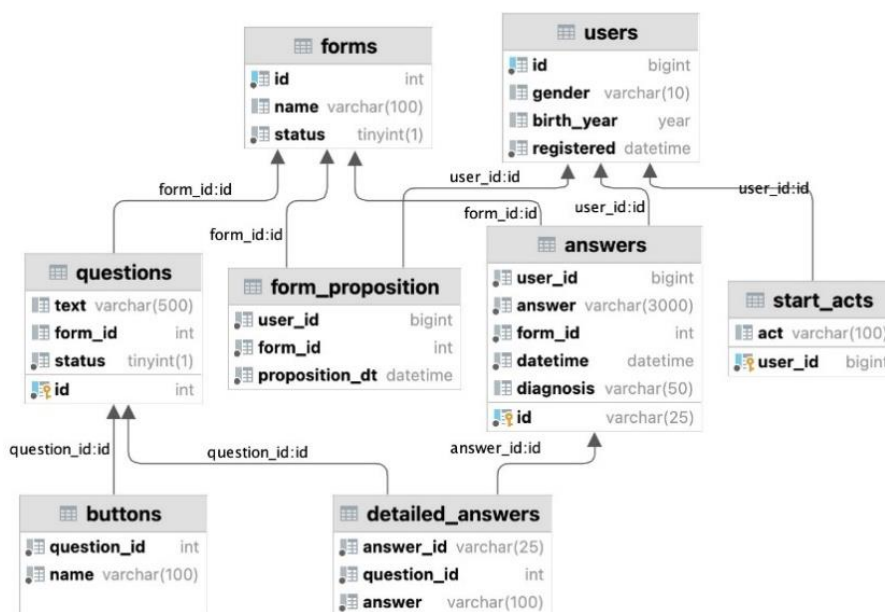 forms
id int
name varchar(100)
status tinyint(1)
users
id bigint
gender varchar(10)
birth_year year
registered datetime
form_id:id
form_id:id
user_id:id
form_id:id
user_id:id
user_id:id
questions
text varchar(500)
form_id int
status tinyint(1)
id int
form_proposition
user_id bigint
form_id int
proposition_dt datetime
answers
user_id bigint
answer varchar(3000)
form_id int
datetime datetime
diagnosis varchar(50)
id varchar(25)
start_acts
act varchar(100)
user_id bigint
question_id:id
question_id:id
answer_id:id
buttons
question_id int
name varchar(100)
detailed_answers
answer_id varchar(25)
question_id int
answer varchar(100)